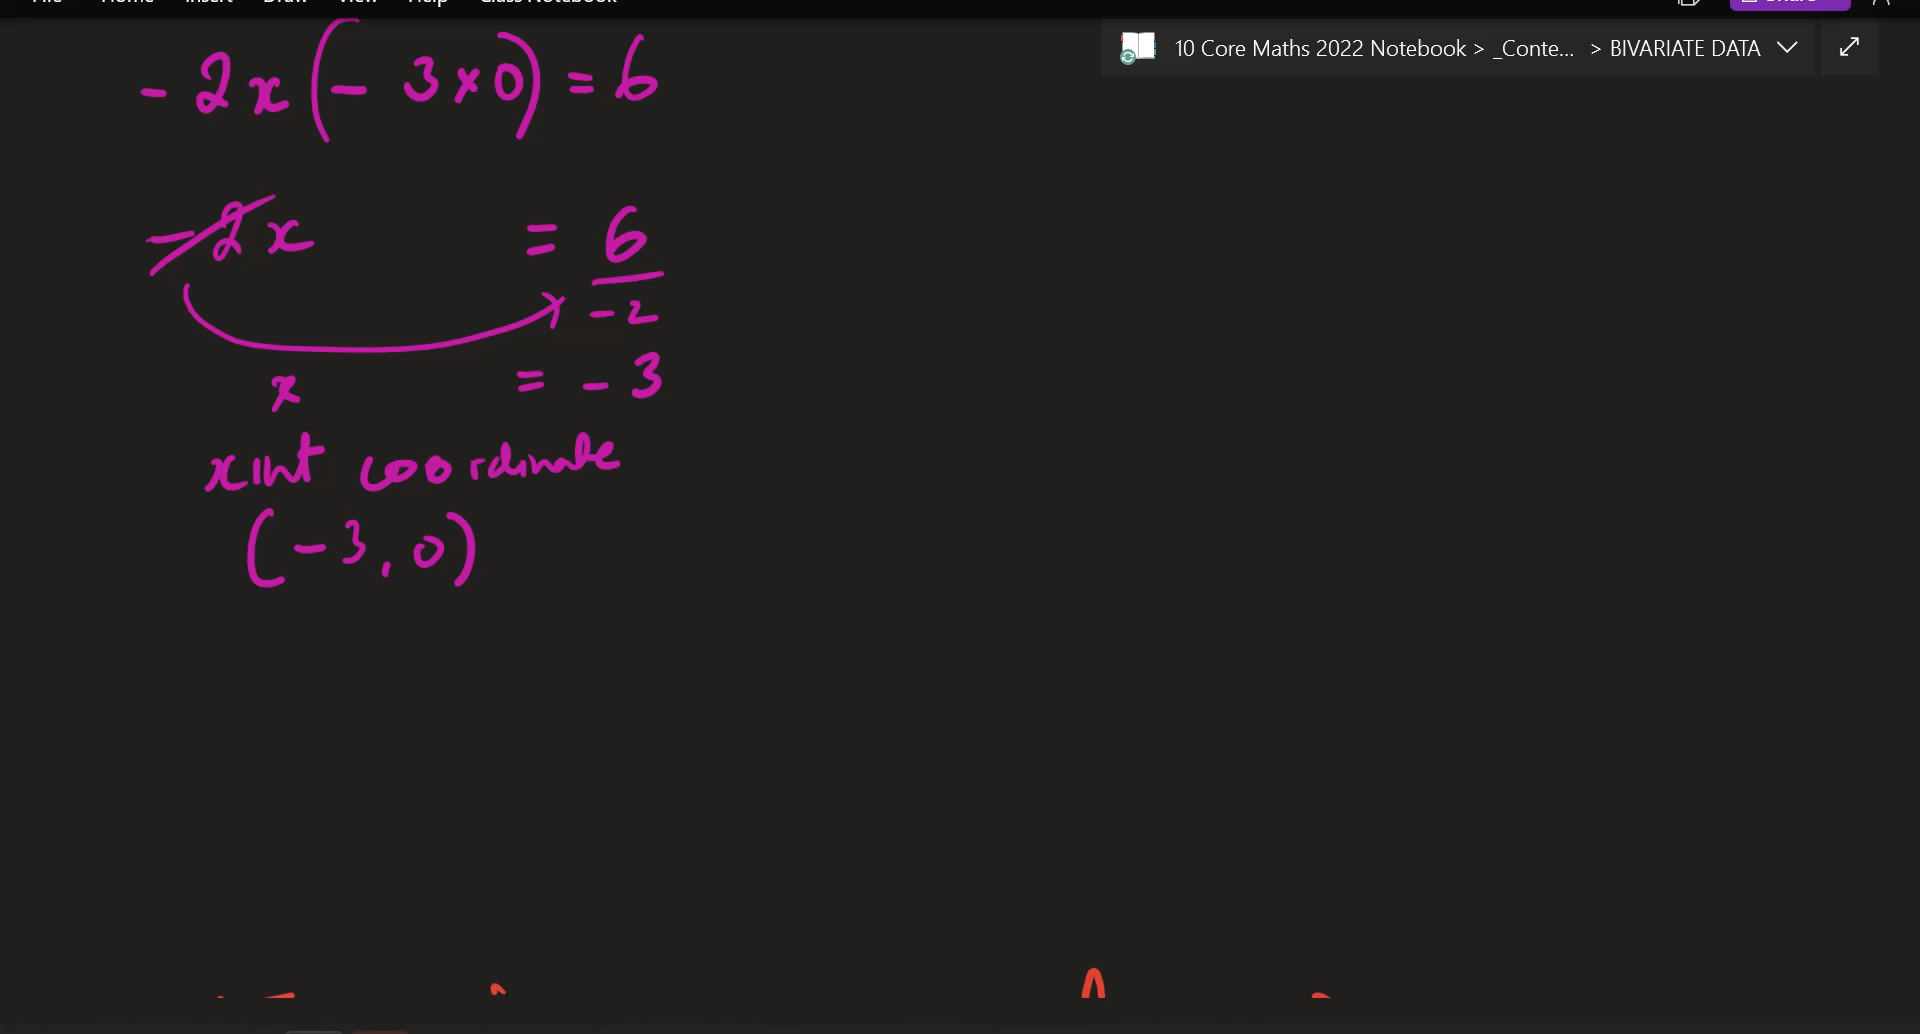 10 Core Maths 2022 Notebook > _Conte... > BIVARIATE DATA
- 2x (- 3 × 0) = 6
-2x = 6
-2
x = - 3
x int coordinate
(-3, 0)